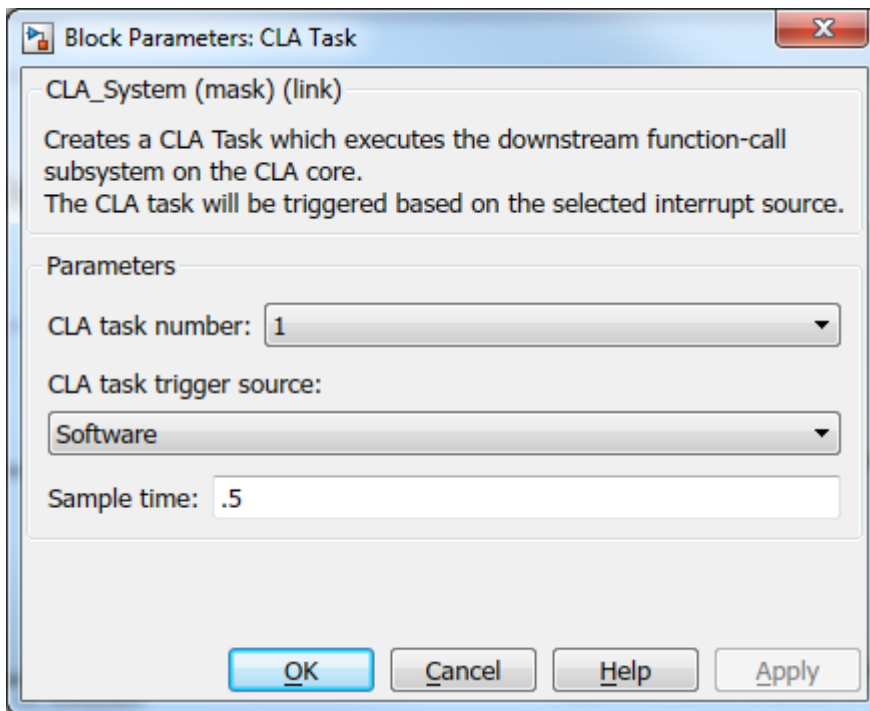 Block Parameters: CLA Task
CLA_System (mask) (link)
Creates a CLA Task which executes the downstream function-call
subsystem on the CLA core.
The CLA task will be triggered based on the selected interrupt source.
Parameters
CLA task number: 1
CLA task trigger source:
Software
Sample time: .5
OK Cancel Help Apply